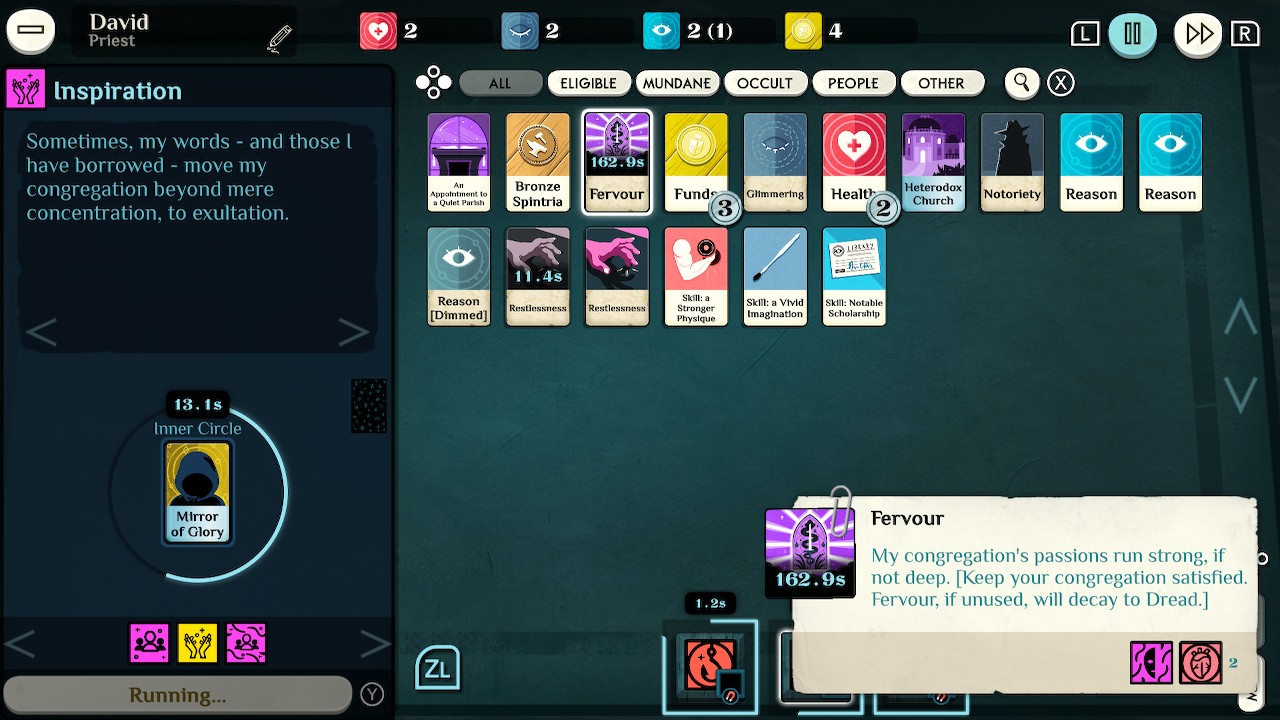 David
Priest
2
2
2 (1)
4
L
R
Inspiration
Sometimes, my words - and those I
have borrowed - move my
congregation beyond mere
concentration, to exultation.
ALL
ELIGIBLE
MUNDANE
OCCULT
PEOPLE
OTHER
X
An
Appointment to
a Quiet Parish
Bronze
Spintria
162.9s
Fervour
Funds
3
Glimmering
Health
2
Heterodox
Church
Notoriety
Reason
Reason
Reason
[Dimmed]
11.4s
Restlessness
Restlessness
Skill: a
Stronger
Physique
Skill: a Vivid
Imagination
LIBRARY
Skill: Notable
Scholarship
13.1s
Inner Circle
Mirror
of Glory
Running...
Y
ZL
1.2s
162.9s
Fervour
My congregation's passions run strong, if
not deep. [Keep your congregation satisfied.
Fervour, if unused, will decay to Dread.]
2